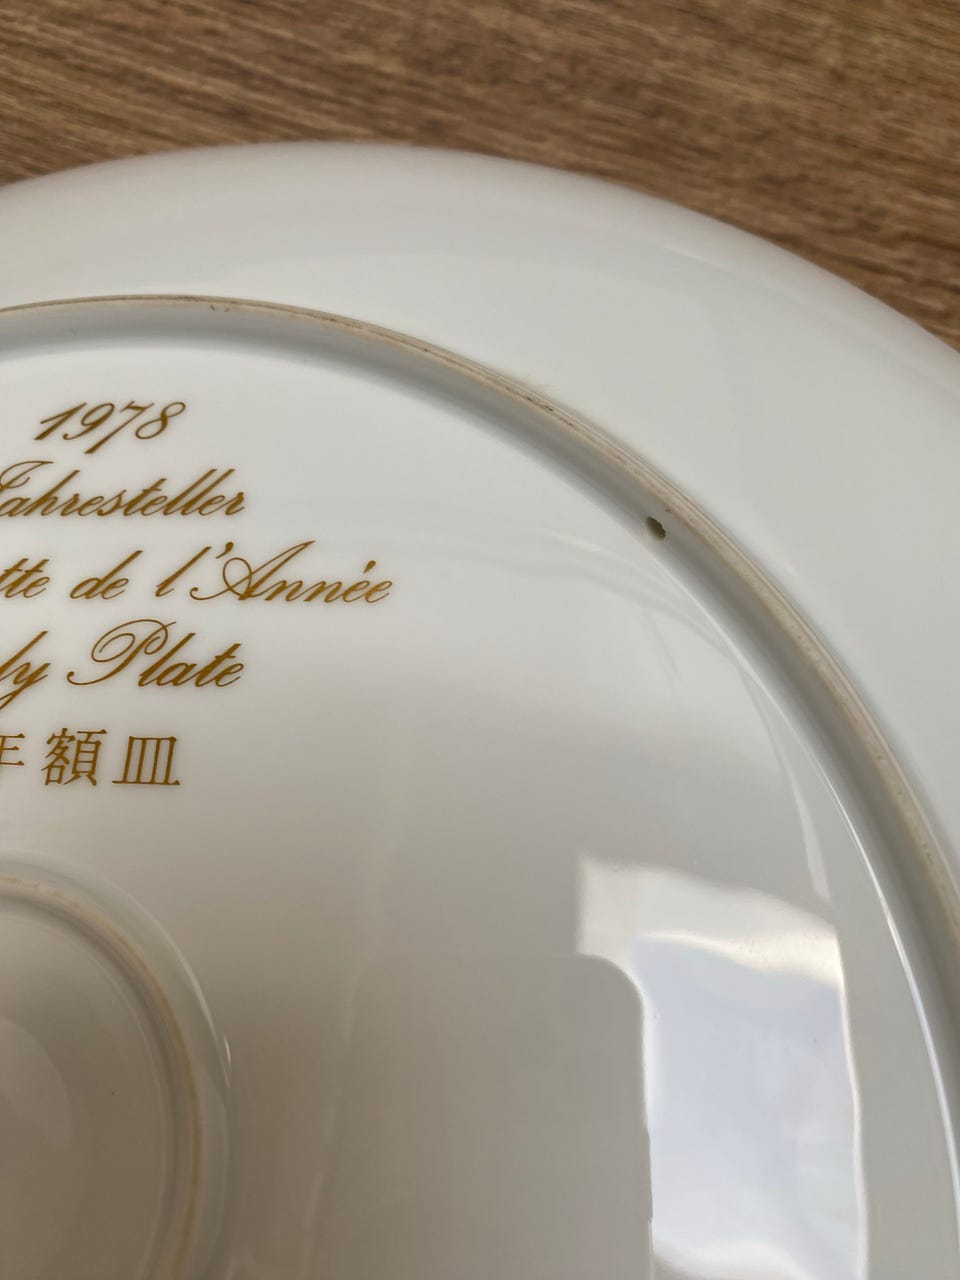 1978
Jahresteller
tte de l'Année
ly Plate
年額皿